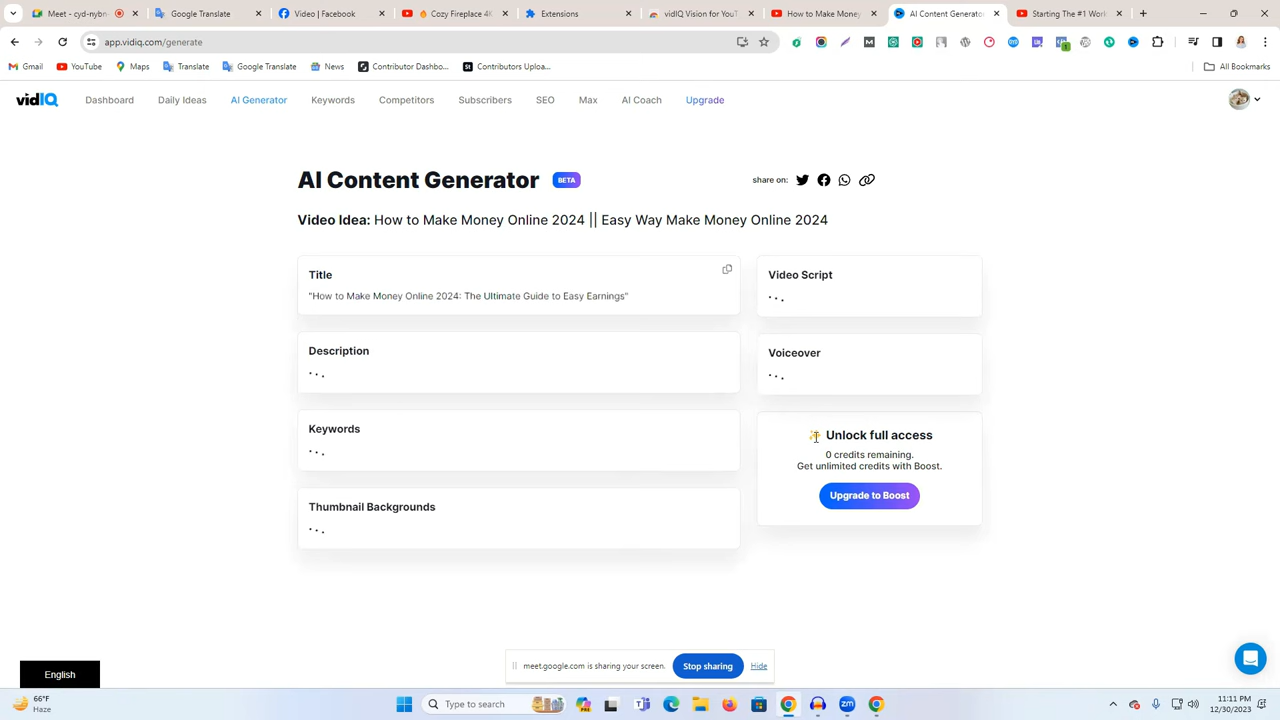 Meet - cyd-nywr
Google Translate
Video | Facebook
Cozy Fireplace 4K
Extensions
vidIQ Vision for YouT
How to Make Money
AI Content Generato
Starting The #1 Work
app.vidiq.com/generate
Gmail
YouTube
Maps
Translate
Google Translate
News
Contributor Dashbo...
Contributors Uploa...
All Bookmarks
vidIQ
Dashboard
Daily Ideas
AI Generator
Keywords
Competitors
Subscribers
SEO
Max
AI Coach
Upgrade
AI Content Generator
BETA
share on:
Video Idea: How to Make Money Online 2024 || Easy Way Make Money Online 2024
Title
"How to Make Money Online 2024: The Ultimate Guide to Easy Earnings"
Video Script
Description
Voiceover
Keywords
Unlock full access
0 credits remaining.
Get unlimited credits with Boost.
Upgrade to Boost
Thumbnail Backgrounds
meet.google.com is sharing your screen.
Stop sharing
Hide
English
66°F
Haze
Type to search
11:11 PM
12/30/2023